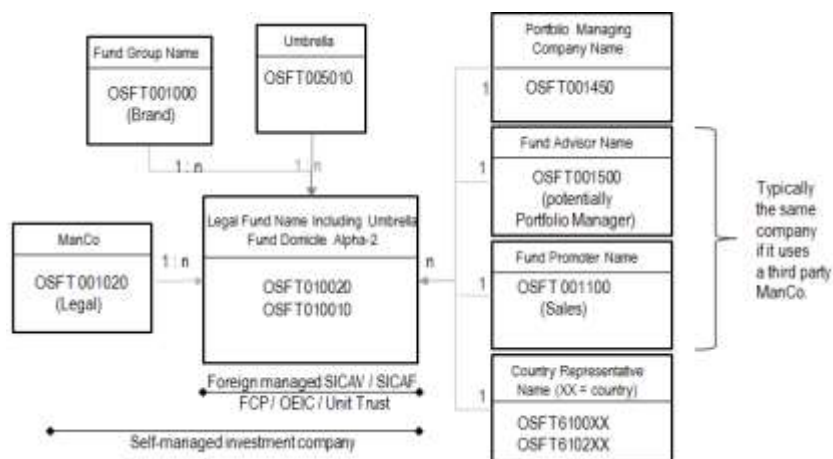 Fund Group Name
OSFT001000
(Brand)
Umbrella
OSFT005010
1 : n
1 : n
ManCo
OSFT001020
(Legal)
1 : n
Legal Fund Name Including Umbrella
Fund Domicile Alpha-2
OSFT010020
OSFT010010
n
Foreign managed SICAV / SICAF
FCP / OEIC / Unit Trust
Self-managed investment company
Portfolio Managing
Company Name
OSFT001450
1
Fund Advisor Name
OSFT001500
(potentially
Portfolio Manager)
1
Fund Promoter Name
OSFT001100
(Sales)
1
Country Representative
Name (XX = country)
OSFT6100XX
OSFT6102XX
1
Typically
the same
company
if it uses
a third party
ManCo.